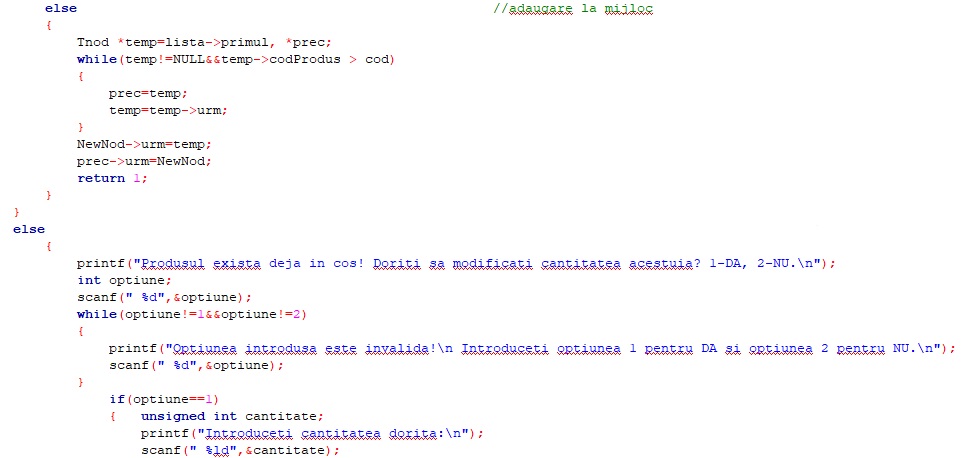 else //adaugare la mijloc
{
Tnod *temp=lista->primul, *prec;
while(temp!=NULL&&temp->codProdus > cod)
{
prec=temp;
temp=temp->urm;
}
NewNod->urm=temp;
prec->urm=NewNod;
return 1;
}
}
else
{
printf("Produsul exista deja in cos! Doriti sa modificati cantitatea acestuia? 1-DA, 2-NU.\n");
int optiune;
scanf(" %d",&optiune);
while(optiune!=1&&optiune!=2)
{
printf("Optiunea introdusa este invalida!\n Introduceti optiunea 1 pentru DA si optiunea 2 pentru NU.\n");
scanf(" %d",&optiune);
}
if(optiune==1)
{ unsigned int cantitate;
printf("Introduceti cantitatea dorita:\n");
scanf(" %ld",&cantitate);